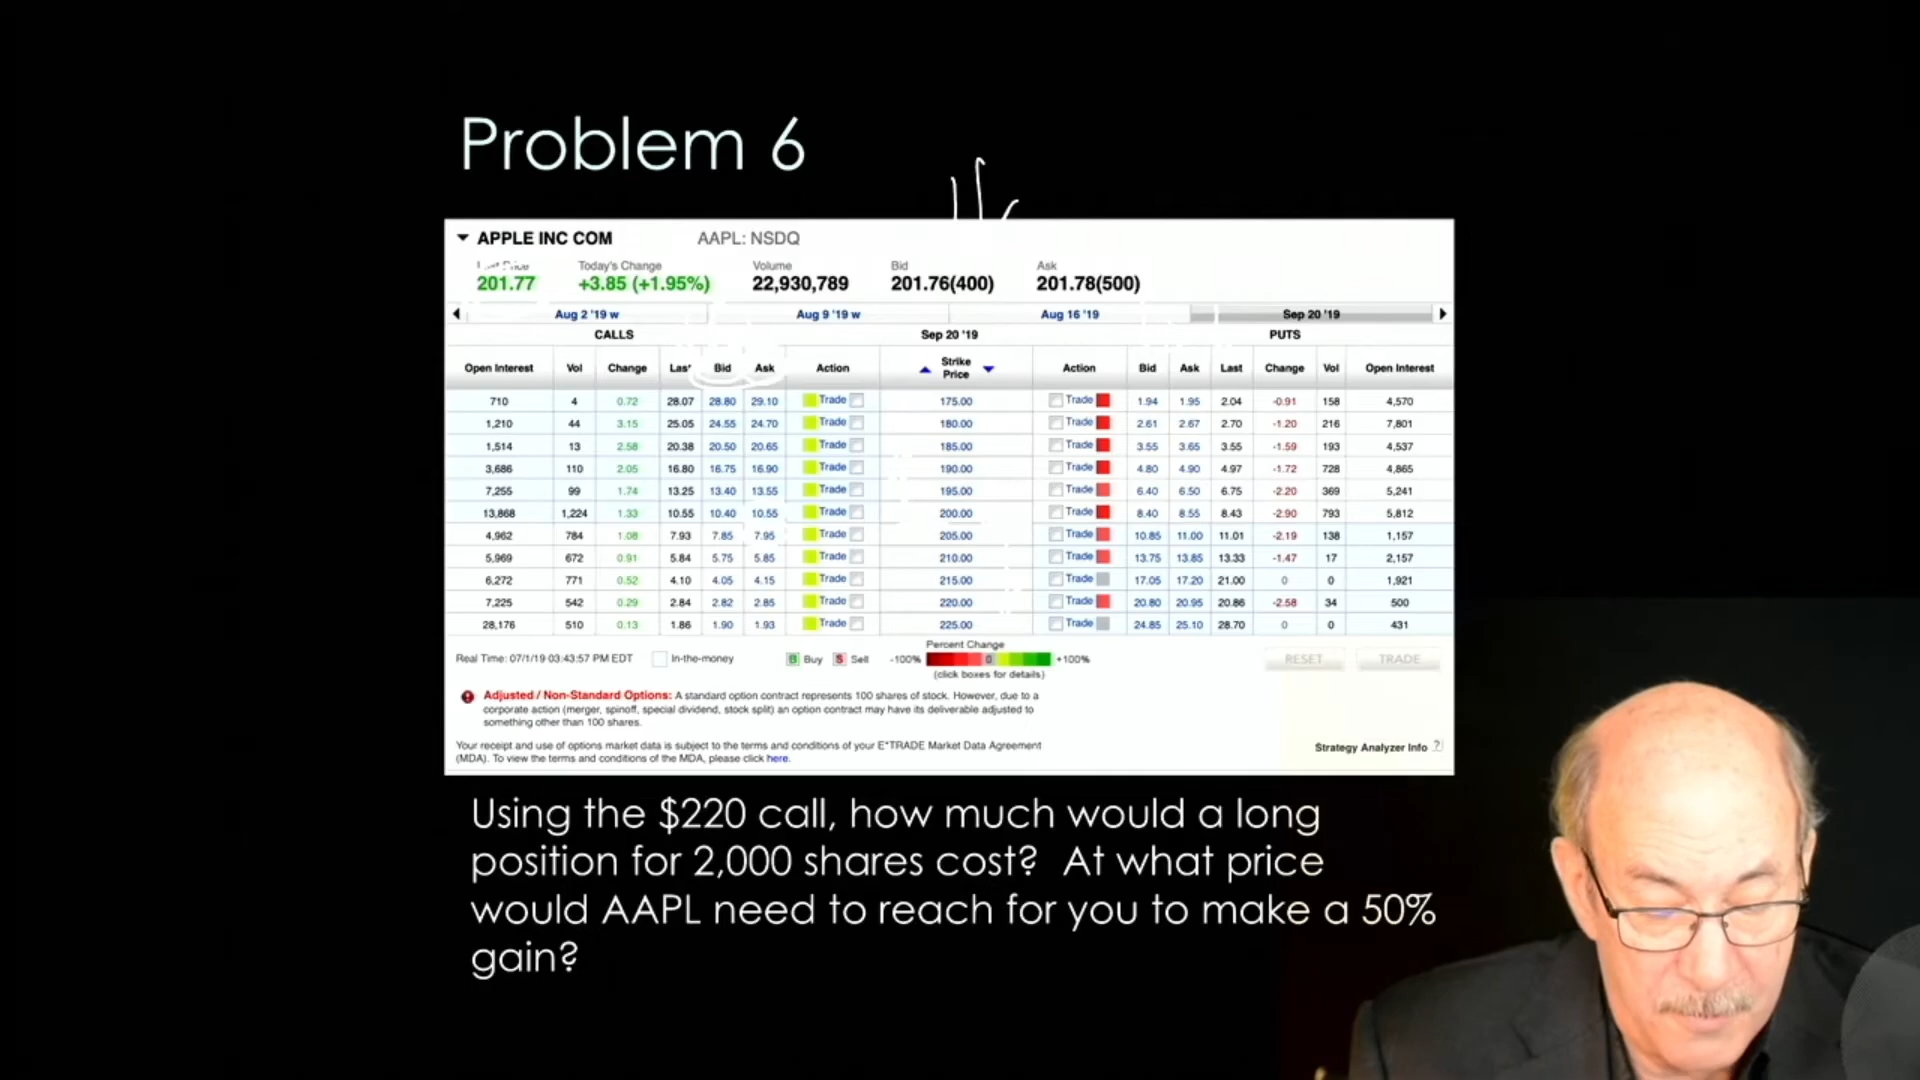 Problem 6
APPLE INC COM AAPL: NSDQ
Last Price Today's Change Volume Bid Ask
201.77 +3.85 (+1.95%) 22,930,789 201.76(400) 201.78(500)
Aug 2 '19 w Aug 9 '19 w Aug 16 '19 Sep 20 '19
CALLS Sep 20 '19 PUTS
Open Interest Vol Change Last Bid Ask Action Strike Price Action Bid Ask Last Change Vol Open Interest
710 4 0.72 28.07 28.80 29.10 Trade 175.00 Trade 1.94 1.95 2.04 -0.91 158 4,570
1,210 44 3.15 25.05 24.55 24.70 Trade 180.00 Trade 2.61 2.67 2.70 -1.20 216 7,801
1,514 13 2.58 20.38 20.50 20.65 Trade 185.00 Trade 3.55 3.65 3.55 -1.59 193 4,537
3,686 110 2.05 16.80 16.75 16.90 Trade 190.00 Trade 4.80 4.90 4.97 -1.72 728 4,865
7,255 99 1.74 13.25 13.40 13.55 Trade 195.00 Trade 6.40 6.50 6.75 -2.20 369 5,241
13,868 1,224 1.33 10.55 10.40 10.55 Trade 200.00 Trade 8.40 8.55 8.43 -2.90 793 5,812
4,962 784 1.08 7.93 7.85 7.95 Trade 205.00 Trade 10.85 11.00 11.01 -2.19 138 1,157
5,969 672 0.91 5.84 5.75 5.85 Trade 210.00 Trade 13.75 13.85 13.33 -1.47 17 2,157
6,272 771 0.52 4.10 4.05 4.15 Trade 215.00 Trade 17.05 17.20 21.00 0 0 1,921
7,225 542 0.29 2.84 2.82 2.85 Trade 220.00 Trade 20.80 20.95 20.86 -2.58 34 500
28,176 510 0.13 1.86 1.90 1.93 Trade 225.00 Trade 24.85 25.10 28.70 0 0 431
Percent Change
Real Time: 07/1/19 03:43:57 PM EDT In-the-money B Buy S Sell -100% 0 +100% RESET TRADE
(click boxes for details)
Adjusted / Non-Standard Options: A standard option contract represents 100 shares of stock. However, due to a
corporate action (merger, spinoff, special dividend, stock split) an option contract may have its deliverable adjusted to
something other than 100 shares.
Your receipt and use of options market data is subject to the terms and conditions of your E*TRADE Market Data Agreement
(MDA). To view the terms and conditions of the MDA, please click here.
Strategy Analyzer Info ?
Using the $220 call, how much would a long
position for 2,000 shares cost? At what price
would AAPL need to reach for you to make a 50%
gain?